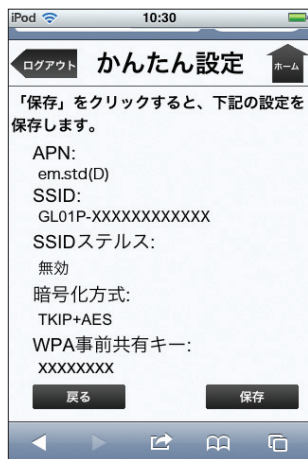 iPod 10:30
ログアウト かんたん設定 ホーム
「保存」をクリックすると、下記の設定を
保存します。
APN:
em.std(D)
SSID:
GL01P-XXXXXXXXXXXX
SSIDステルス:
無効
暗号化方式:
TKIP+AES
WPA事前共有キー:
XXXXXXXX
戻る 保存